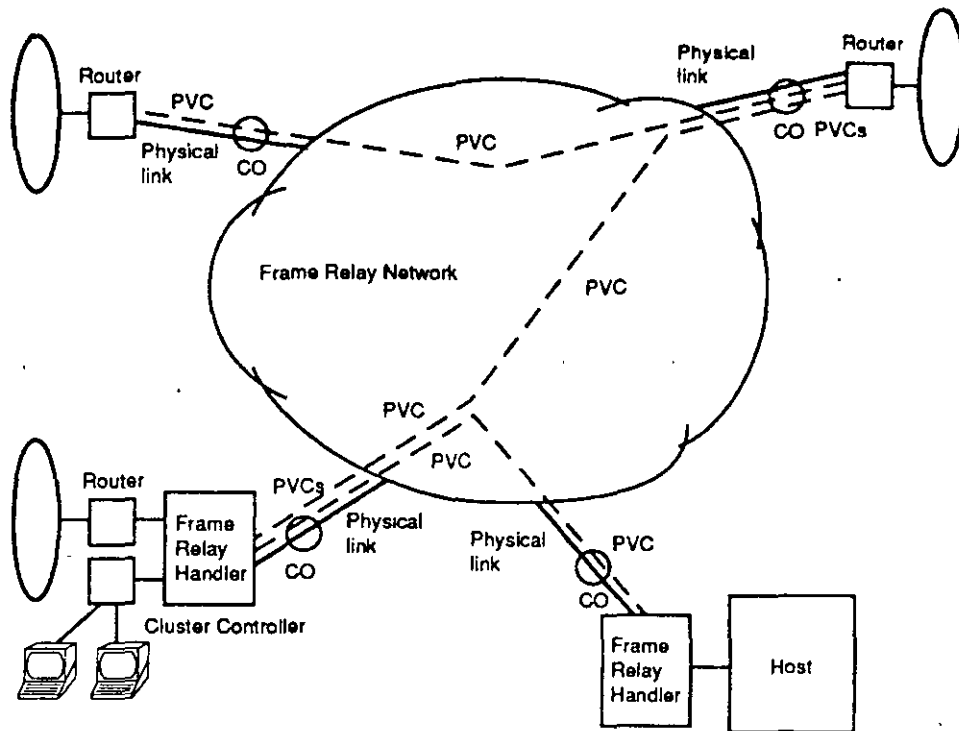 Physical
link
Router
Router
PVC
CO
PVCs
Physical
link
CO
PVC
Frame Relay Network
PVC
PVC
PVC
Router
PVCs
Frame
Relay
Handler
Physical
link
CO
Physical
link
PVC
CO
Cluster Controller
Frame
Relay
Handler
Host